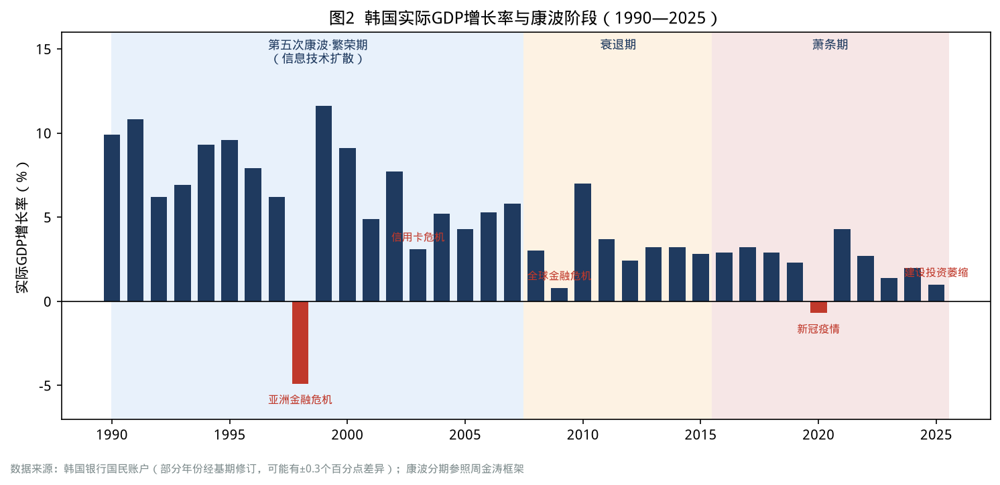 图2 韩国实际GDP增长率与康波阶段（1990—2025）
第五次康波·繁荣期
（信息技术扩散）
衰退期
萧条期
实际GDP增长率（%）
15
10
5
0
-5
信用卡危机
全球金融危机
建设投资萎缩
新冠疫情
亚洲金融危机
1990
1995
2000
2005
2010
2015
2020
2025
数据来源：韩国银行国民账户（部分年份经基期修订，可能有±0.3个百分点差异）；康波分期参照周金涛框架